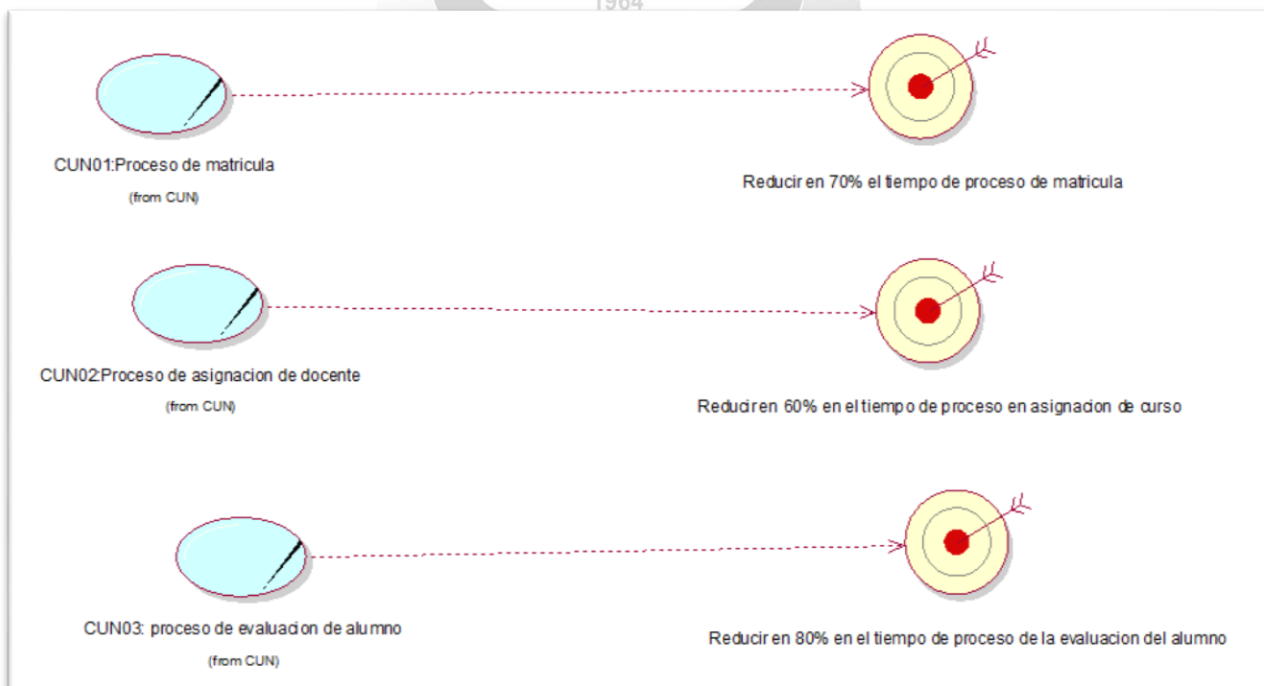 1964
CUN01:Proceso de matricula
(from CUN)
Reducir en 70% el tiempo de proceso de matricula
CUN02:Proceso de asignacion de docente
(from CUN)
Reducir en 60% en el tiempo de proceso en asignacion de curso
CUN03: proceso de evaluacion de alumno
(from CUN)
Reducir en 80% en el tiempo de proceso de la evaluacion del alumno